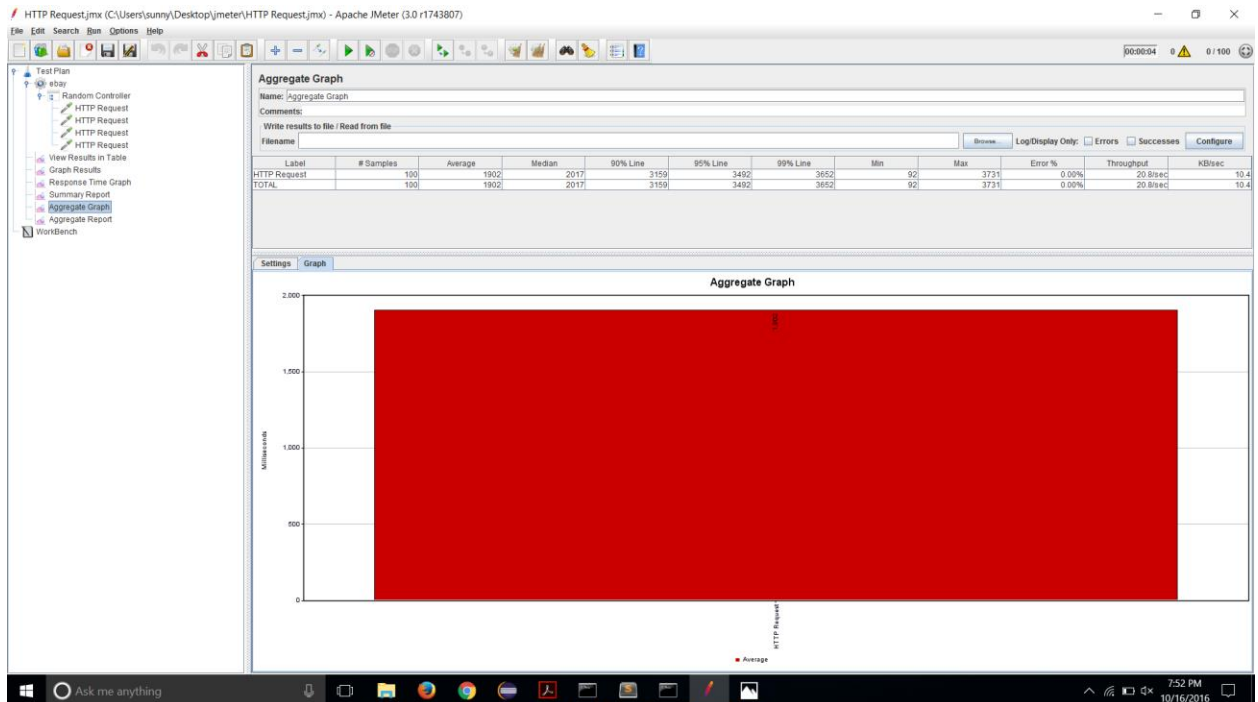 HTTP Request.jmx (C:\Users\sunny\Desktop\jmeter\HTTP Request.jmx) - Apache JMeter (3.0 r1743807)
File Edit Search Run Options Help
00:00:04 0 0 / 100
Test Plan
ebay
Random Controller
HTTP Request
HTTP Request
HTTP Request
HTTP Request
View Results in Table
Graph Results
Response Time Graph
Summary Report
Aggregate Graph
Aggregate Report
WorkBench
Aggregate Graph
Name: Aggregate Graph
Comments:
Write results to file / Read from file
Filename Browse... Log/Display Only: Errors Successes Configure
Label # Samples Average Median 90% Line 95% Line 99% Line Min Max Error % Throughput KB/sec
HTTP Request 100 1902 2017 3159 3492 3652 92 3731 0.00% 20.8/sec 10.4
TOTAL 100 1902 2017 3159 3492 3652 92 3731 0.00% 20.8/sec 10.4
Settings Graph
Aggregate Graph
2,000
1,500
1,000
500
0
Milliseconds
1,902
HTTP Request
Average
Ask me anything
7:52 PM
10/16/2016